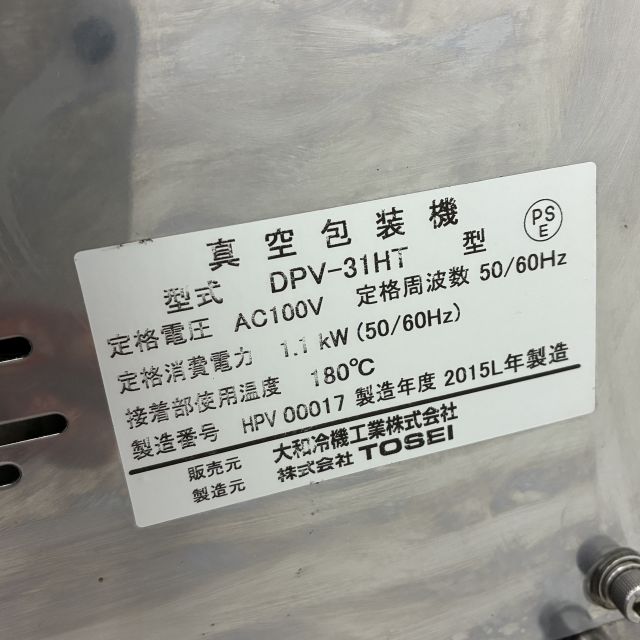 真空包装機
型式 DPV-31HT 型 PSE
定格電圧 AC100V 定格周波数 50/60Hz
定格消費電力 1.1 kW (50/60Hz)
接着部使用温度 180℃
製造番号 HPV 00017 製造年度 2015L年製造
販売元 大和冷機工業株式会社
製造元 株式会社 TOSEI